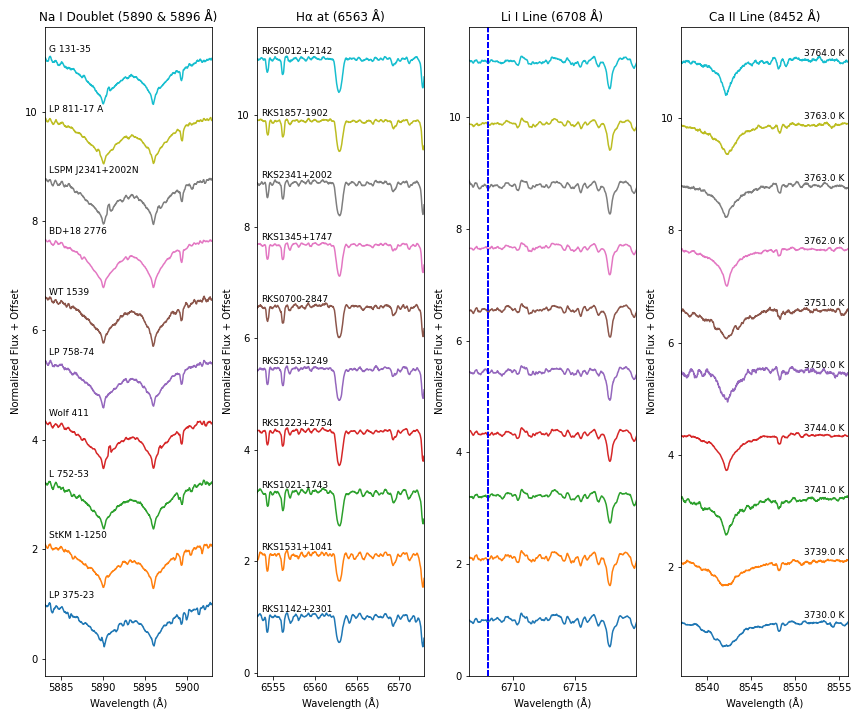 Na I Doublet (5890 & 5896 Å)
Normalized Flux + Offset
10
8
6
4
2
0
G 131-35
LP 811-17 A
LSPM J2341+2002N
BD+18 2776
WT 1539
LP 758-74
Wolf 411
L 752-53
StKM 1-1250
LP 375-23
5885 5890 5895 5900
Wavelength (Å)
Hα at (6563 Å)
Normalized Flux + Offset
10
8
6
4
2
0
RKS0012+2142
RKS1857-1902
RKS2341+2002
RKS1345+1747
RKS0700-2847
RKS2153-1249
RKS1223+2754
RKS1021-1743
RKS1531+1041
RKS1142+2301
6555 6560 6565 6570
Wavelength (Å)
Li I Line (6708 Å)
Normalized Flux + Offset
10
8
6
4
2
0
6710 6715
Wavelength (Å)
Ca II Line (8452 Å)
Normalized Flux + Offset
10
8
6
4
2
3764.0 K
3763.0 K
3763.0 K
3762.0 K
3751.0 K
3750.0 K
3744.0 K
3741.0 K
3739.0 K
3730.0 K
8540 8545 8550 8555
Wavelength (Å)